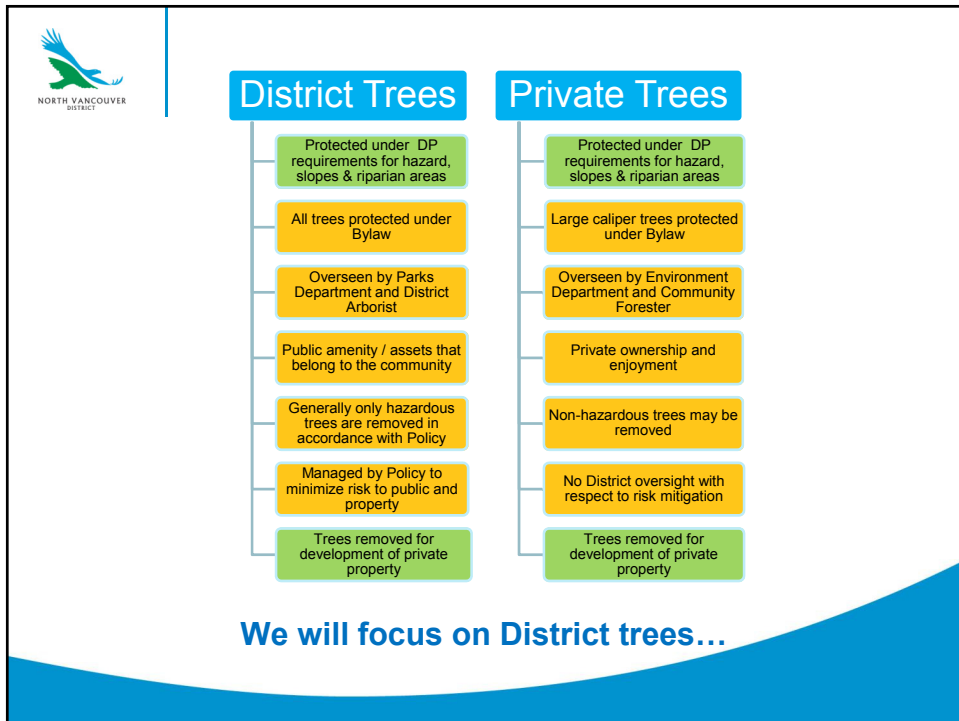 NORTH VANCOUVER
DISTRICT
District Trees
Protected under DP
requirements for hazard,
slopes & riparian areas
All trees protected under
Bylaw
Overseen by Parks
Department and District
Arborist
Public amenity / assets that
belong to the community
Generally only hazardous
trees are removed in
accordance with Policy
Managed by Policy to
minimize risk to public and
property
Trees removed for
development of private
property
Private Trees
Protected under DP
requirements for hazard,
slopes & riparian areas
Large caliper trees protected
under Bylaw
Overseen by Environment
Department and Community
Forester
Private ownership and
enjoyment
Non-hazardous trees may be
removed
No District oversight with
respect to risk mitigation
Trees removed for
development of private
property
We will focus on District trees…